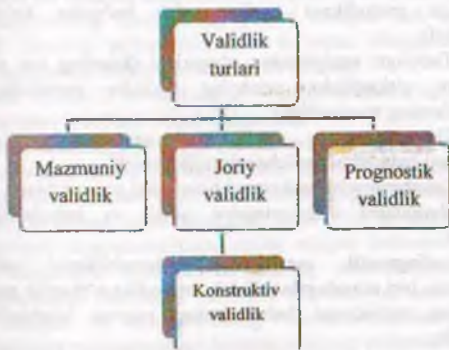 Validlik
turlari
Mazmuniy
validlik
Joriy
validlik
Prognostik
validlik
Konstruktiv
validlik